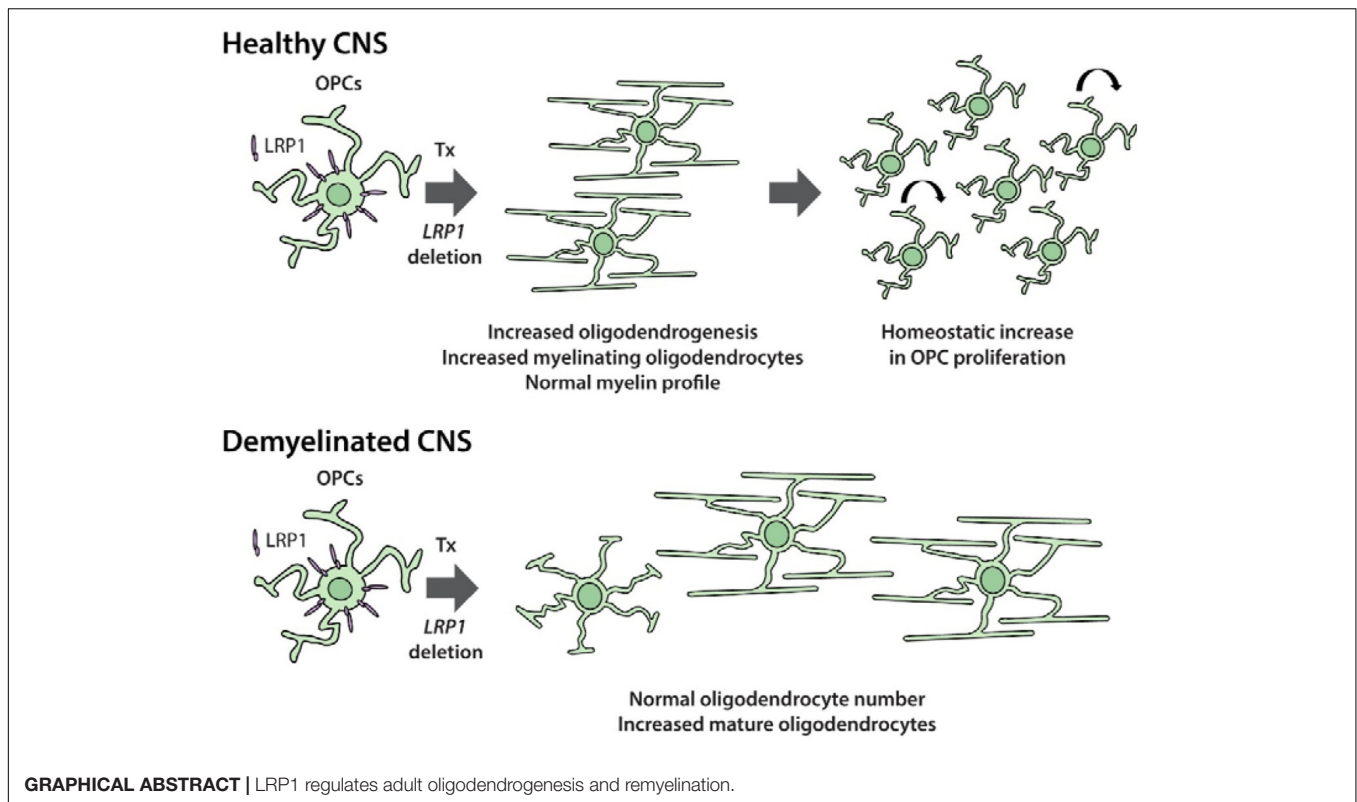 Healthy CNS
OPCs
LRP1
Tx
LRP1
deletion
Increased oligodendrogenesis
Increased myelinating oligodendrocytes
Normal myelin profile
Homeostatic increase
in OPC proliferation
Demyelinated CNS
OPCs
LRP1
Tx
LRP1
deletion
Normal oligodendrocyte number
Increased mature oligodendrocytes
GRAPHICAL ABSTRACT | LRP1 regulates adult oligodendrogenesis and remyelination.